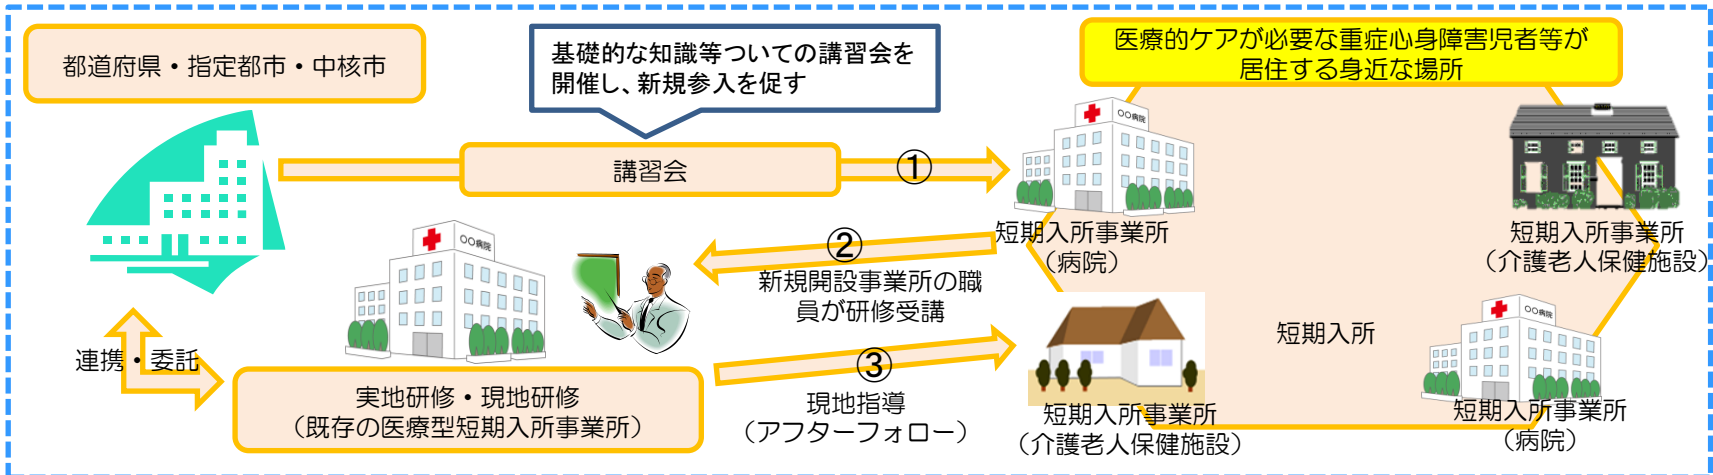 都道府県・指定都市・中核市
基礎的な知識等ついての講習会を
開催し、新規参入を促す
医療的ケアが必要な重症心身障害児者等が
居住する身近な場所
講習会
①
〇〇病院
短期入所事業所
（病院）
短期入所事業所
（介護老人保健施設）
〇〇病院
②
新規開設事業所の職
員が研修受講
連携・委託
実地研修・現地研修
（既存の医療型短期入所事業所）
③
現地指導
（アフターフォロー）
短期入所
短期入所事業所
（介護老人保健施設）
〇〇病院
短期入所事業所
（病院）